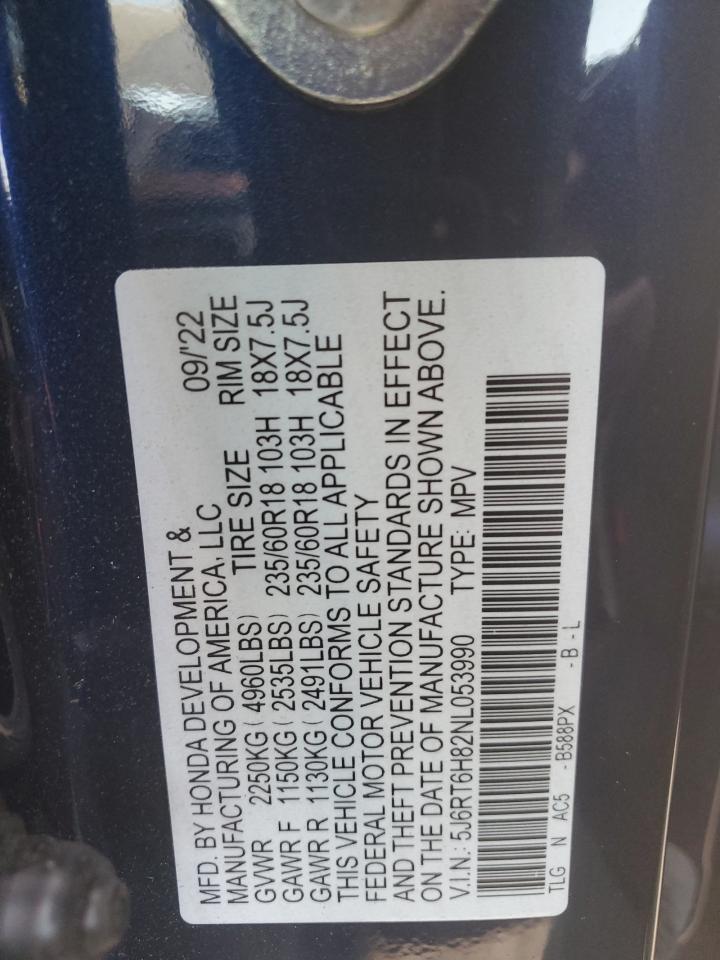 MFD. BY HONDA DEVELOPMENT &
MANUFACTURING OF AMERICA, LLC 09/'22
GVWR 2250KG ( 4960LBS) TIRE SIZE RIM SIZE
GAWR F 1150KG ( 2535LBS) 235/60R18 103H 18X7.5J
GAWR R 1130KG ( 2491LBS) 235/60R18 103H 18X7.5J
THIS VEHICLE CONFORMS TO ALL APPLICABLE
FEDERAL MOTOR VEHICLE SAFETY
AND THEFT PREVENTION STANDARDS IN EFFECT
ON THE DATE OF MANUFACTURE SHOWN ABOVE.
V.I.N.: 5J6RT6H82NL053990 TYPE: MPV
TLG N AC5 -B588PX -B - L